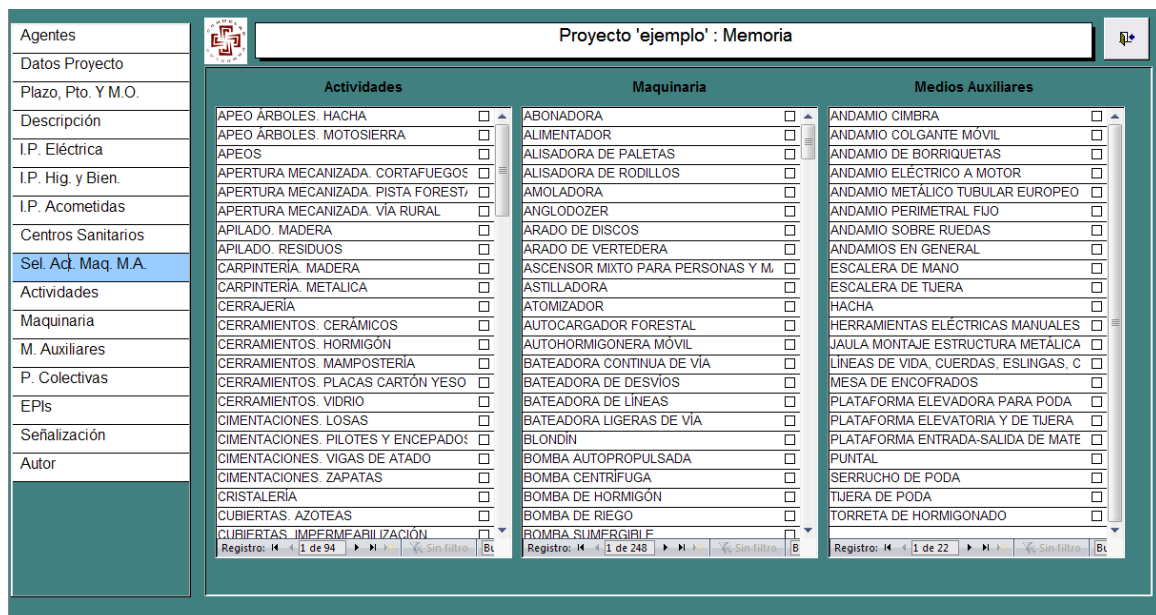 Agentes
Datos Proyecto
Plazo, Pto. Y M.O.
Descripción
I.P. Eléctrica
I.P. Hig. y Bien.
I.P. Acometidas
Centros Sanitarios
Sel. Act. Maq. M.A.
Actividades
Maquinaria
M. Auxiliares
P. Colectivas
EPIs
Señalización
Autor
Proyecto 'ejemplo' : Memoria
Actividades
APEO ÁRBOLES. HACHA
APEO ÁRBOLES. MOTOSIERRA
APEOS
APERTURA MECANIZADA. CORTAFUEGOS
APERTURA MECANIZADA. PISTA FOREST
APERTURA MECANIZADA. VÍA RURAL
APILADO. MADERA
APILADO. RESIDUOS
CARPINTERÍA. MADERA
CARPINTERÍA. METALICA
CERRAJERÍA
CERRAMIENTOS. CERÁMICOS
CERRAMIENTOS. HORMIGÓN
CERRAMIENTOS. MAMPOSTERÍA
CERRAMIENTOS. PLACAS CARTÓN YESO
CERRAMIENTOS. VIDRIO
CIMENTACIONES. LOSAS
CIMENTACIONES. PILOTES Y ENCEPADOS
CIMENTACIONES. VIGAS DE ATADO
CIMENTACIONES. ZAPATAS
CRISTALERÍA
CUBIERTAS. AZOTEAS
CUBIERTAS. IMPERMEABILIZACIÓN
Registro: 1 de 94 Sin filtro Bu
Maquinaria
ABONADORA
ALIMENTADOR
ALISADORA DE PALETAS
ALISADORA DE RODILLOS
AMOLADORA
ANGLODOZER
ARADO DE DISCOS
ARADO DE VERTEDERA
ASCENSOR MIXTO PARA PERSONAS Y M
ASTILLADORA
ATOMIZADOR
AUTOCARGADOR FORESTAL
AUTOHORMIGONERA MÓVIL
BATEADORA CONTINUA DE VÍA
BATEADORA DE DESVÍOS
BATEADORA DE LÍNEAS
BATEADORA LIGERAS DE VÍA
BLONDÍN
BOMBA AUTOPROPULSADA
BOMBA CENTRÍFUGA
BOMBA DE HORMIGÓN
BOMBA DE RIEGO
BOMBA SUMERGIBLE
Registro: 1 de 248 Sin filtro B
Medios Auxiliares
ANDAMIO CIMBRA
ANDAMIO COLGANTE MÓVIL
ANDAMIO DE BORRIQUETAS
ANDAMIO ELÉCTRICO A MOTOR
ANDAMIO METÁLICO TUBULAR EUROPEO
ANDAMIO PERIMETRAL FIJO
ANDAMIO SOBRE RUEDAS
ANDAMIOS EN GENERAL
ESCALERA DE MANO
ESCALERA DE TIJERA
HACHA
HERRAMIENTAS ELÉCTRICAS MANUALES
JAULA MONTAJE ESTRUCTURA METÁLICA
LÍNEAS DE VIDA, CUERDAS, ESLINGAS, C
MESA DE ENCOFRADOS
PLATAFORMA ELEVADORA PARA PODA
PLATAFORMA ELEVATORIA Y DE TIJERA
PLATAFORMA ENTRADA-SALIDA DE MATE
PUNTAL
SERRUCHO DE PODA
TIJERA DE PODA
TORRETA DE HORMIGONADO
Registro: 1 de 22 Sin filtro Bu